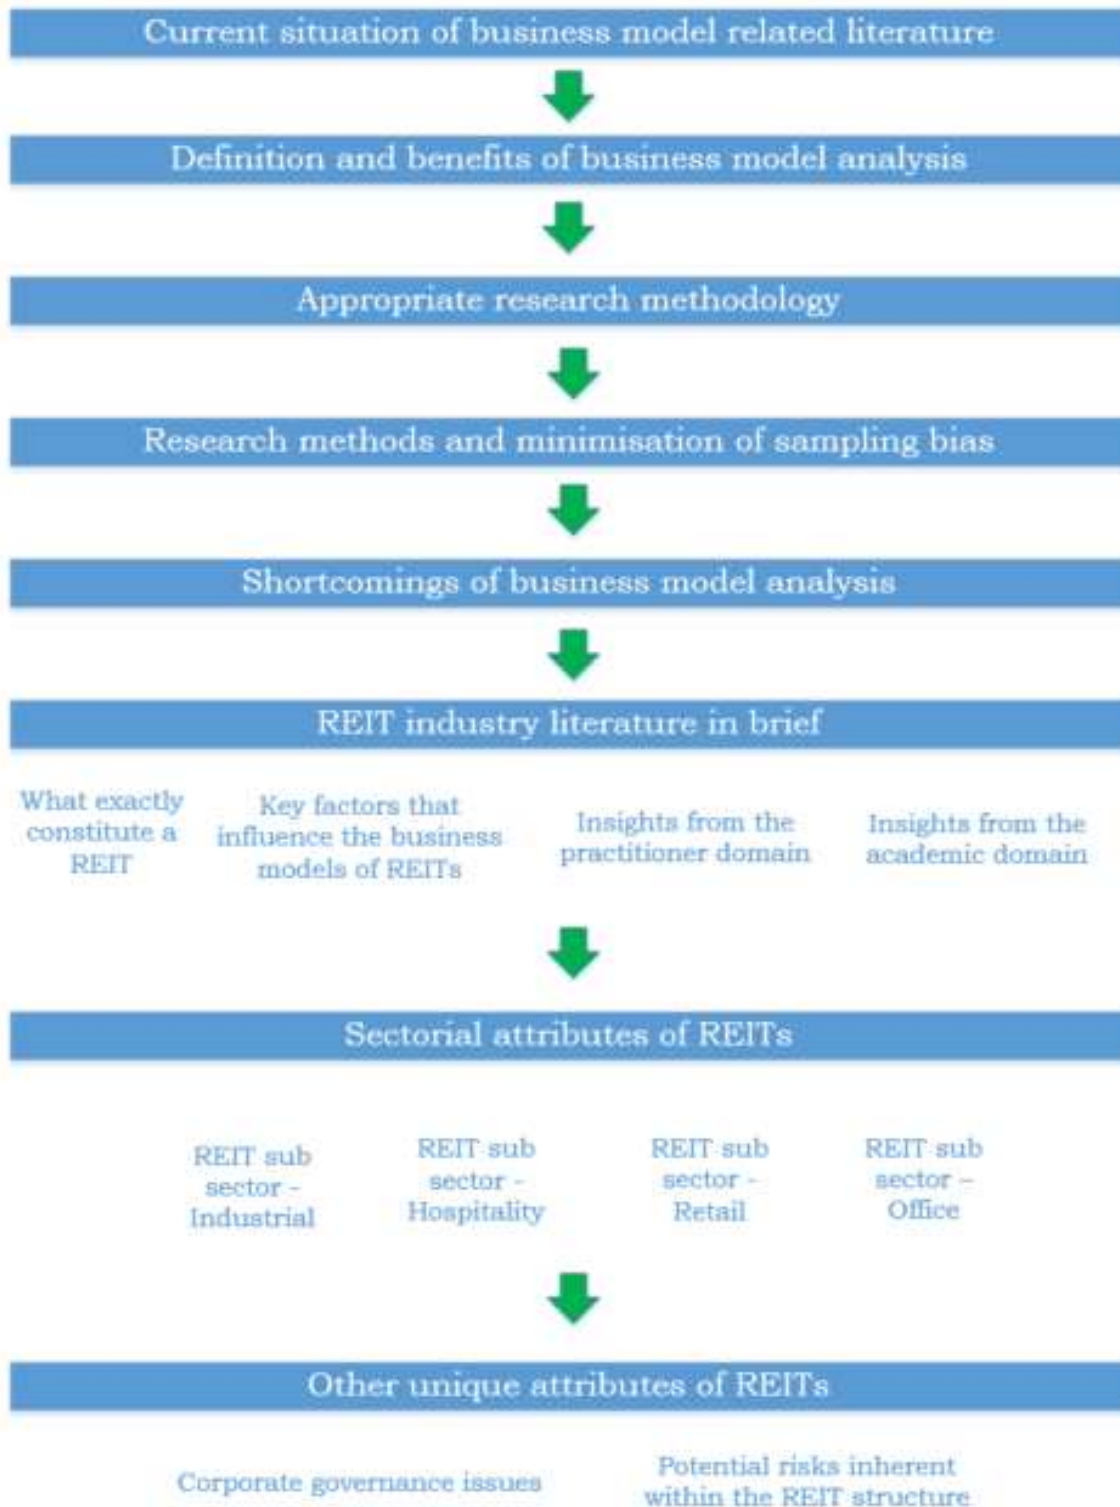 Current situation of business model related literature
Definition and benefits of business model analysis
Appropriate research methodology
Research methods and minimisation of sampling bias
Shortcomings of business model analysis
REIT industry literature in brief
What exactly
constitute a
REIT
Key factors that
influence the business
models of REITs
Insights from the
practitioner domain
Insights from the
academic domain
Sectorial attributes of REITs
REIT sub
sector -
Industrial
REIT sub
sector -
Hospitality
REIT sub
sector -
Retail
REIT sub
sector –
Office
Other unique attributes of REITs
Corporate governance issues
Potential risks inherent
within the REIT structure